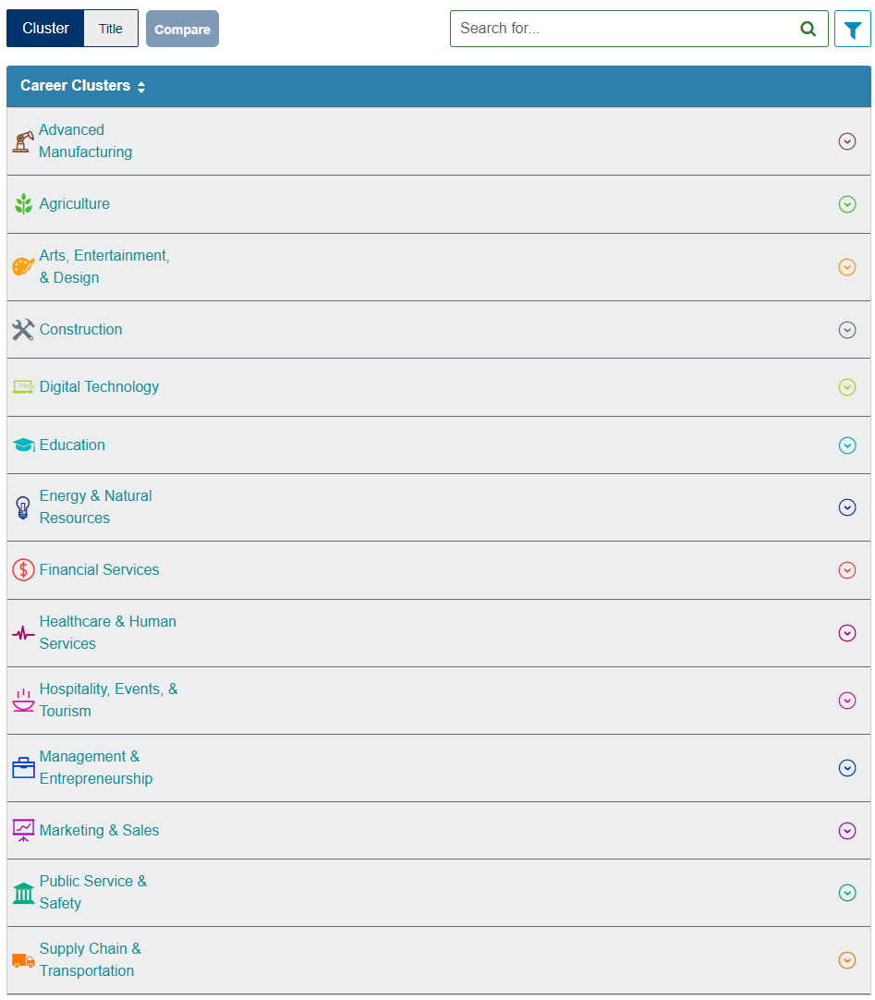 Cluster Title Compare Search for...
Career Clusters
Advanced
Manufacturing
Agriculture
Arts, Entertainment,
& Design
Construction
Digital Technology
Education
Energy & Natural
Resources
Financial Services
Healthcare & Human
Services
Hospitality, Events, &
Tourism
Management &
Entrepreneurship
Marketing & Sales
Public Service &
Safety
Supply Chain &
Transportation